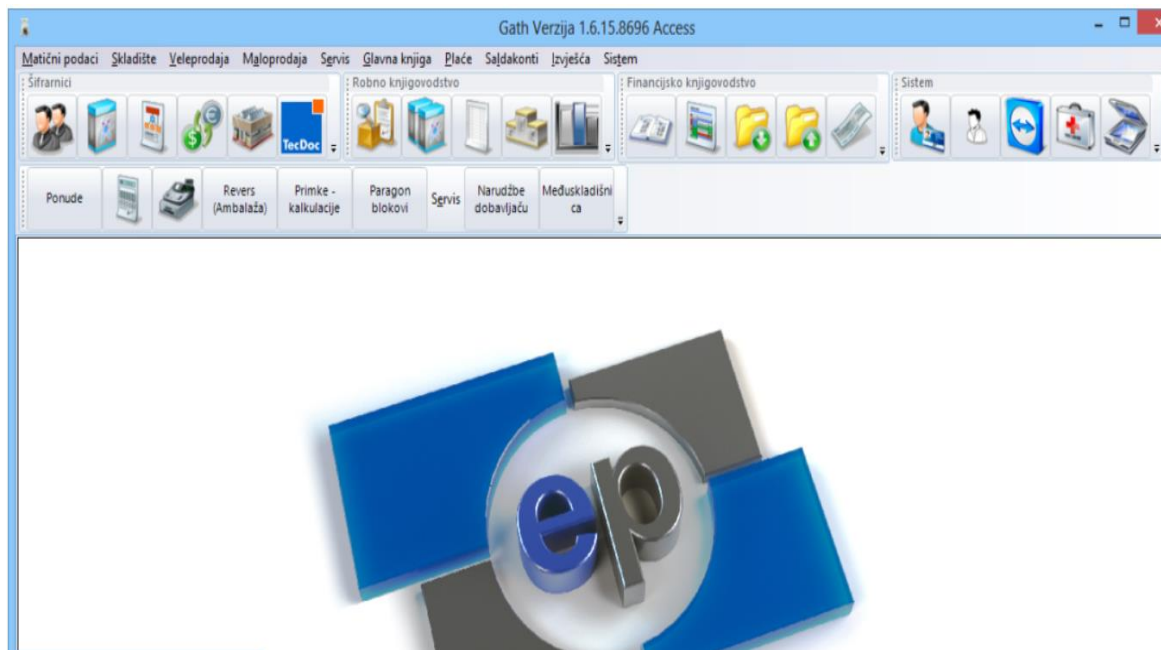 Gath Verzija 1.6.15.8696 Access
Matični podaci Skladište Veleprodaja Maloprodaja Servis Glavna knjiga Plaće Saldakonti Izvješća Sistem
Šifrarnici Robno knjigovodstvo Financijsko knjigovodstvo Sistem
TecDoc
Ponude Revers (Ambalaža) Primke - kalkulacije Paragon blokovi Servis Narudžbe dobavljaču Međuskladišni ca
ep